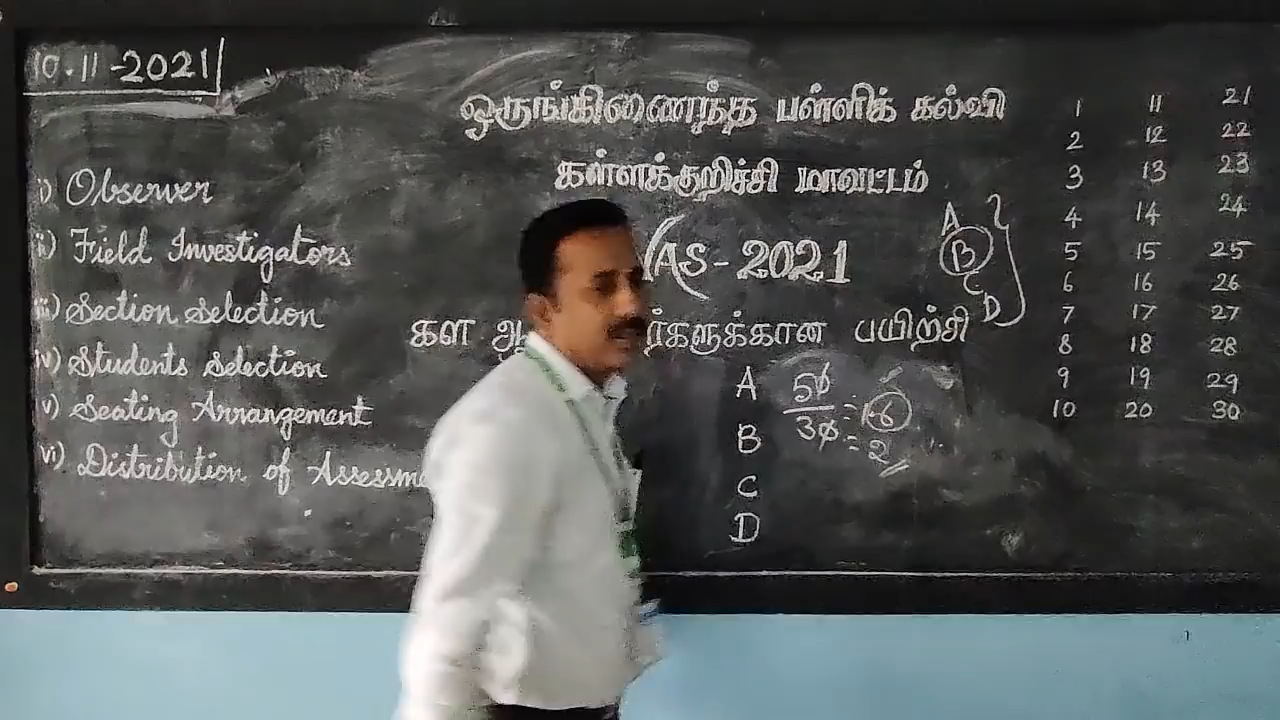 10.11-2021
ஒருங்கிணைந்த பள்ளிக் கல்வி
கள்ளக்குறிச்சி மாவட்டம்
(AS-2021
கள பயிற்சி
i) Observer
ii) Field Investigators
iii) Section Selection
iv) Students Selection
v) Seating Arrangement
vi) Distribution of
A
B
C
D
50
30
2
A
B
C
D
1 11 21
2 12 22
3 13 23
4 14 24
5 15 25
6 16 26
7 17 27
8 18 28
9 19 29
10 20 30